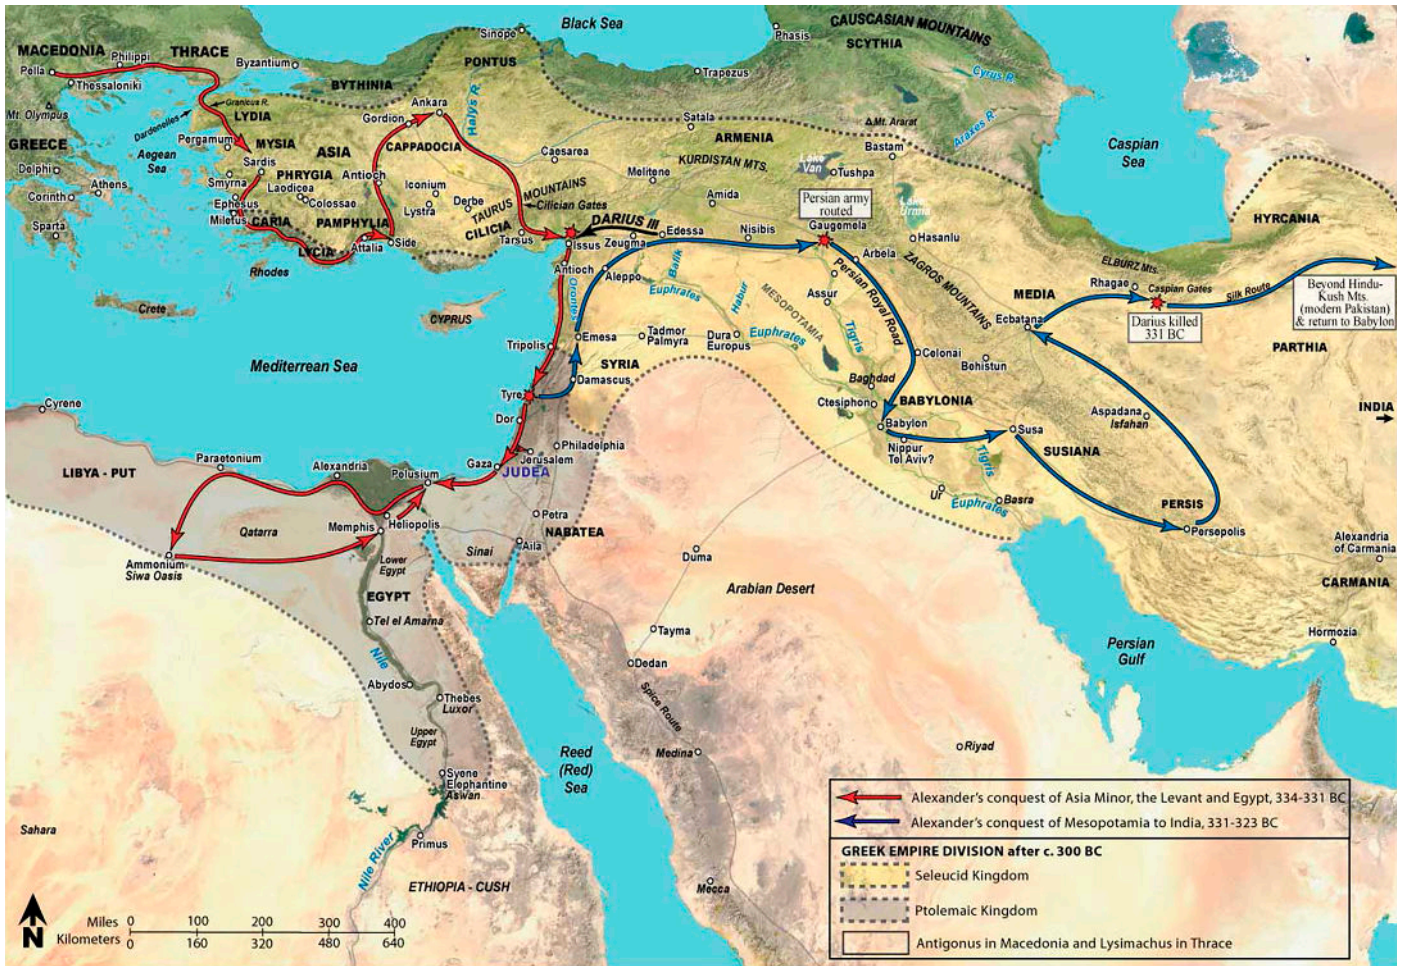 Black Sea
CAUSCASIAN MOUNTAINS
SCYTHIA
Phasis
Sinope
MACEDONIA
THRACE
Philippi
Pella
Thessaloniki
Byzantium
BYTHINIA
PONTUS
Trapezus
Cyrus R.
Araxes R.
Mt. Ararat
Caspian
Sea
Mt. Olympus
Granicus R.
Dardenelles
LYDIA
Ankara
Gordion
Halys R.
Satala
ARMENIA
GREECE
Pergamum
MYSIA
ASIA
CAPPADOCIA
Aegean
Sea
Delphi
Sardis
PHRYGIA
Caesarea
KURDISTAN MTS.
Lake
Van
Bastam
Tushpa
Athens
Smyrna
Laodicea
Colossae
Antioch
Iconium
Melitene
Amida
Persian army
routed
Lake
Urmia
HYRCANIA
Corinth
Ephesus
Lystra
Derbe
TAURUS MOUNTAINS
Cilician Gates
Miletus
CARIA
PAMPHYLIA
CILICIA
DARIUS III
Edessa
Nisibis
Gaugemela
Hasanlu
Sparta
LYCIA
Attalia
Side
Tarsus
Issus
Zeugma
Arbela
ZAGROS MOUNTAINS
ELBURZ Mts.
Rhodes
Antioch
Aleppo
Balik
Persian Royal Road
Rhagae
Caspian Gates
Silk Route
Beyond Hindu-
Kush Mts.
(modern Pakistan)
& return to Babylon
Crete
CYPRUS
Orontes
Euphrates
Habur
MESOPOTAMIA
Assur
MEDIA
Ecbatana
Darius killed
331 BC
Mediterrean Sea
Tripolis
Emesa
Tadmor
Palmyra
Dura
Europus
Euphrates
Tigris
Celonai
Bohistun
PARTHIA
SYRIA
Damascus
Baghdad
Tyre
Ctesiphon
BABYLONIA
Aspadana
Isfahan
INDIA
Cyrene
Dor
Babylon
Susa
Philadelphia
Nippur
Tel Aviv?
Tigris
SUSIANA
LIBYA - PUT
Paraetonium
Alexandria
Pelusium
Gaza
Jerusalem
JUDEA
Ur
Basra
Euphrates
PERSIS
Persepolis
Qatarra
Memphis
Heliopolis
Petra
NABATEA
Ammonium
Siwa Oasis
Lower
Egypt
Sinai
Aila
Duma
Alexandria
of Carmania
CARMANIA
EGYPT
Tel el Amarna
Arabian Desert
Nile
Tayma
Hormozia
Dedan
Persian
Gulf
Abydos
Thebes
Luxor
Spice Route
Upper
Egypt
Medina
Riyad
Reed
(Red)
Sea
Syene
Elephantine
Aswan
Sahara
Primus
Nile River
ETHIOPIA - CUSH
Mecca
N
Miles 0 100 200 300 400
Kilometers 0 160 320 480 640
Alexander's conquest of Asia Minor, the Levant and Egypt, 334-331 BC
Alexander's conquest of Mesopotamia to India, 331-323 BC
GREEK EMPIRE DIVISION after c. 300 BC
Seleucid Kingdom
Ptolemaic Kingdom
Antigonus in Macedonia and Lysimachus in Thrace